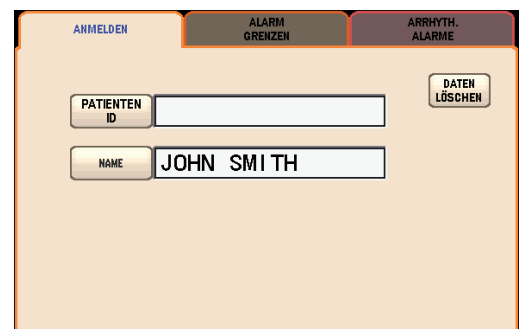 ANMELDEN
ALARM
GRENZEN
ARRHYTH.
ALARME
DATEN
LÖSCHEN
PATIENTEN
ID
NAME
JOHN SMITH